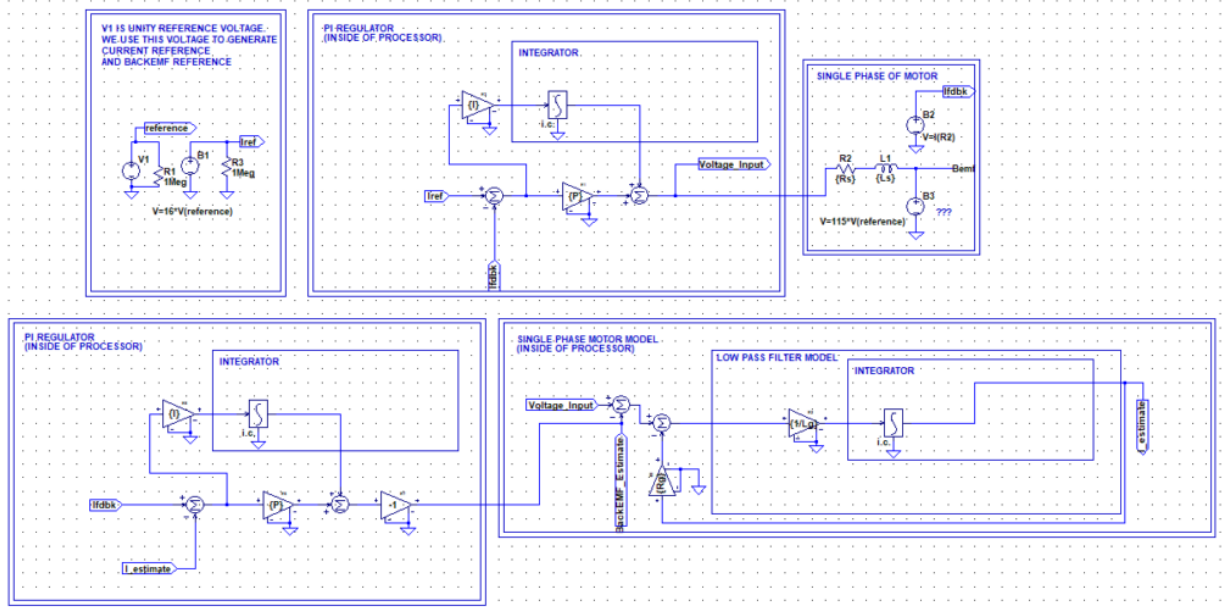 V1 IS UNITY REFERENCE VOLTAGE.
WE USE THIS VOLTAGE TO GENERATE
CURRENT REFERENCE
AND BACKEMF REFERENCE
reference
V1
R1
1Meg
B1
Iref
R3
1Meg
V=16*V(reference)
PI REGULATOR
(INSIDE OF PROCESSOR)
INTEGRATOR
{I}
i.c.
Iref
{P}
Ifdbk
Voltage_Input
SINGLE PHASE OF MOTOR
Ifdbk
B2
V=I(R2)
R2
{Rs}
L1
{Ls}
Bemf
B3
???
V=115*V(reference)
PI REGULATOR
(INSIDE OF PROCESSOR)
INTEGRATOR
{I}
i.c.
Ifdbk
{P}
-1
I_estimate
SINGLE PHASE MOTOR MODEL
(INSIDE OF PROCESSOR)
LOW PASS FILTER MODEL
INTEGRATOR
Voltage_Input
BackEMF_Estimate
{Rg}
{1/Lg}
i.c.
I_estimate